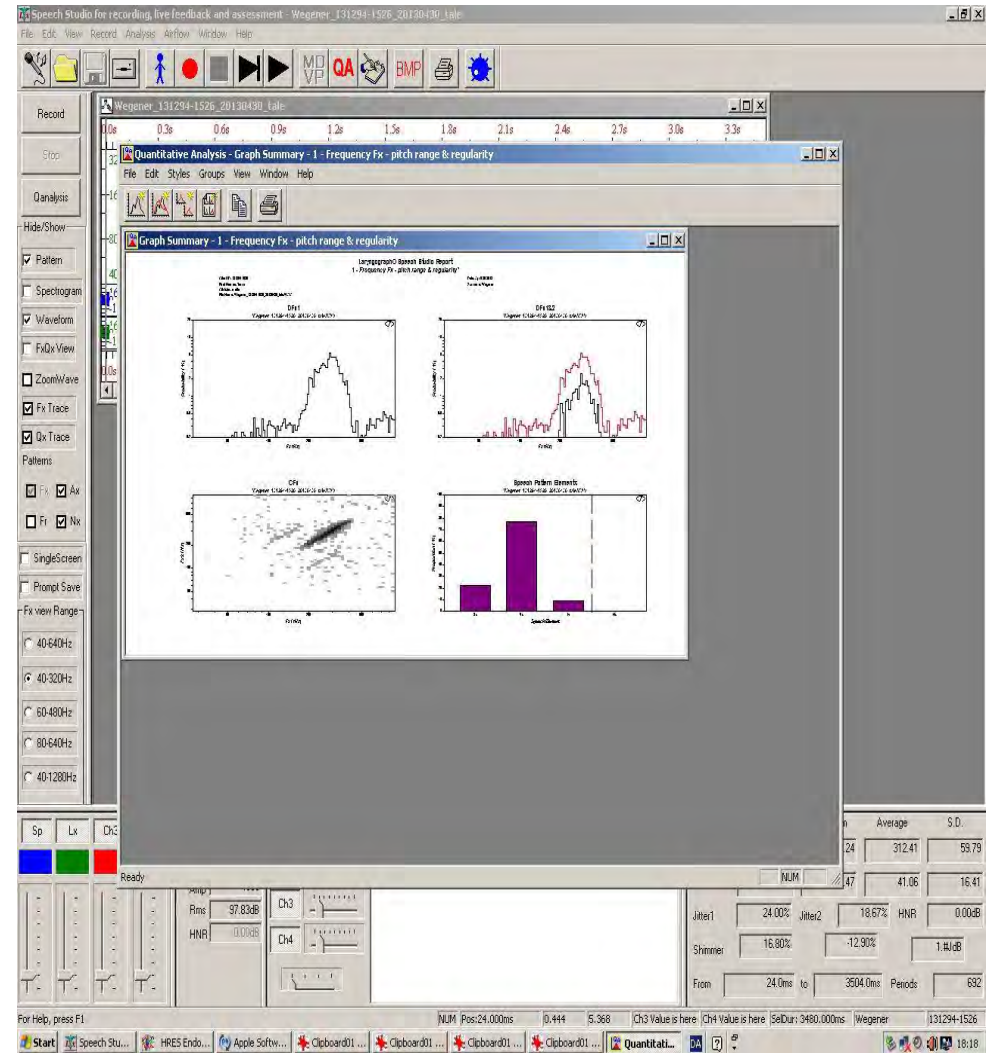 Speech Studio for recording, live feedback and assessment - Wegener_131294-1526_20130430_tale
File Edit View Record Analysis Airflow Window Help
MD VP QA BMP
Record
Stop
Qanalysis
Hide/Show
Pattern
Spectrogram
Waveform
FxQx View
ZoomWave
Fx Trace
Qx Trace
Patterns
Fx Ax
Fr Nx
SingleScreen
Prompt Save
Fx view Range
40-640Hz
40-320Hz
60-480Hz
80-640Hz
40-1280Hz
Wegener_131294-1526_20130430_tale
0.0s 0.3s 0.6s 0.9s 1.2s 1.5s 1.8s 2.1s 2.4s 2.7s 3.0s 3.3s
Quantitative Analysis - Graph Summary - 1 - Frequency Fx - pitch range & regularity
File Edit Styles Groups View Window Help
Graph Summary - 1 - Frequency Fx - pitch range & regularity
Laryngograph© Speech Studio Report
1 - Frequency Fx - pitch range & regularity
DFx1
DFx1&2
CFx
Speech Pattern Elements
Ready
NUM
Sp Lx Ch3
Average S.D.
312.41 59.79
41.06 16.41
Rms 97.83dB
HNR 0.00dB
Ch3
Ch4
Jitter1 24.00% Jitter2 18.67% HNR 0.00dB
Shimmer 16.80% -12.90% 1.#JdB
From 24.0ms to 3504.0ms Periods 692
For Help, press F1
NUM Pos:24.000ms 0.444 5.368 Ch3 Value is here Ch4 Value is here SelDur: 3480.000ms Wegener 131294-1526
Start Speech Stu... HRES Endo... Apple Softw... Clipboard01 ... Clipboard01 ... Clipboard01 ... Clipboard01 ... Quantitati... DA 18:18